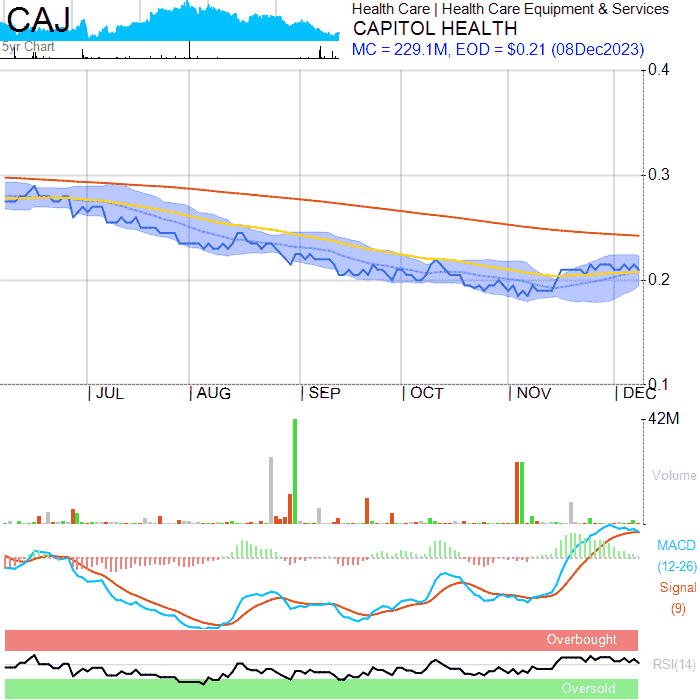 CAJ
5yr Chart
Health Care | Health Care Equipment & Services
CAPITOL HEALTH
MC = 229.1M, EOD = $0.21 (08Dec2023)
0.4
0.3
0.2
0.1
JUL AUG SEP OCT NOV DEC
42M
Volume
MACD
(12-26)
Signal
(9)
Overbought
RSI(14)
Oversold